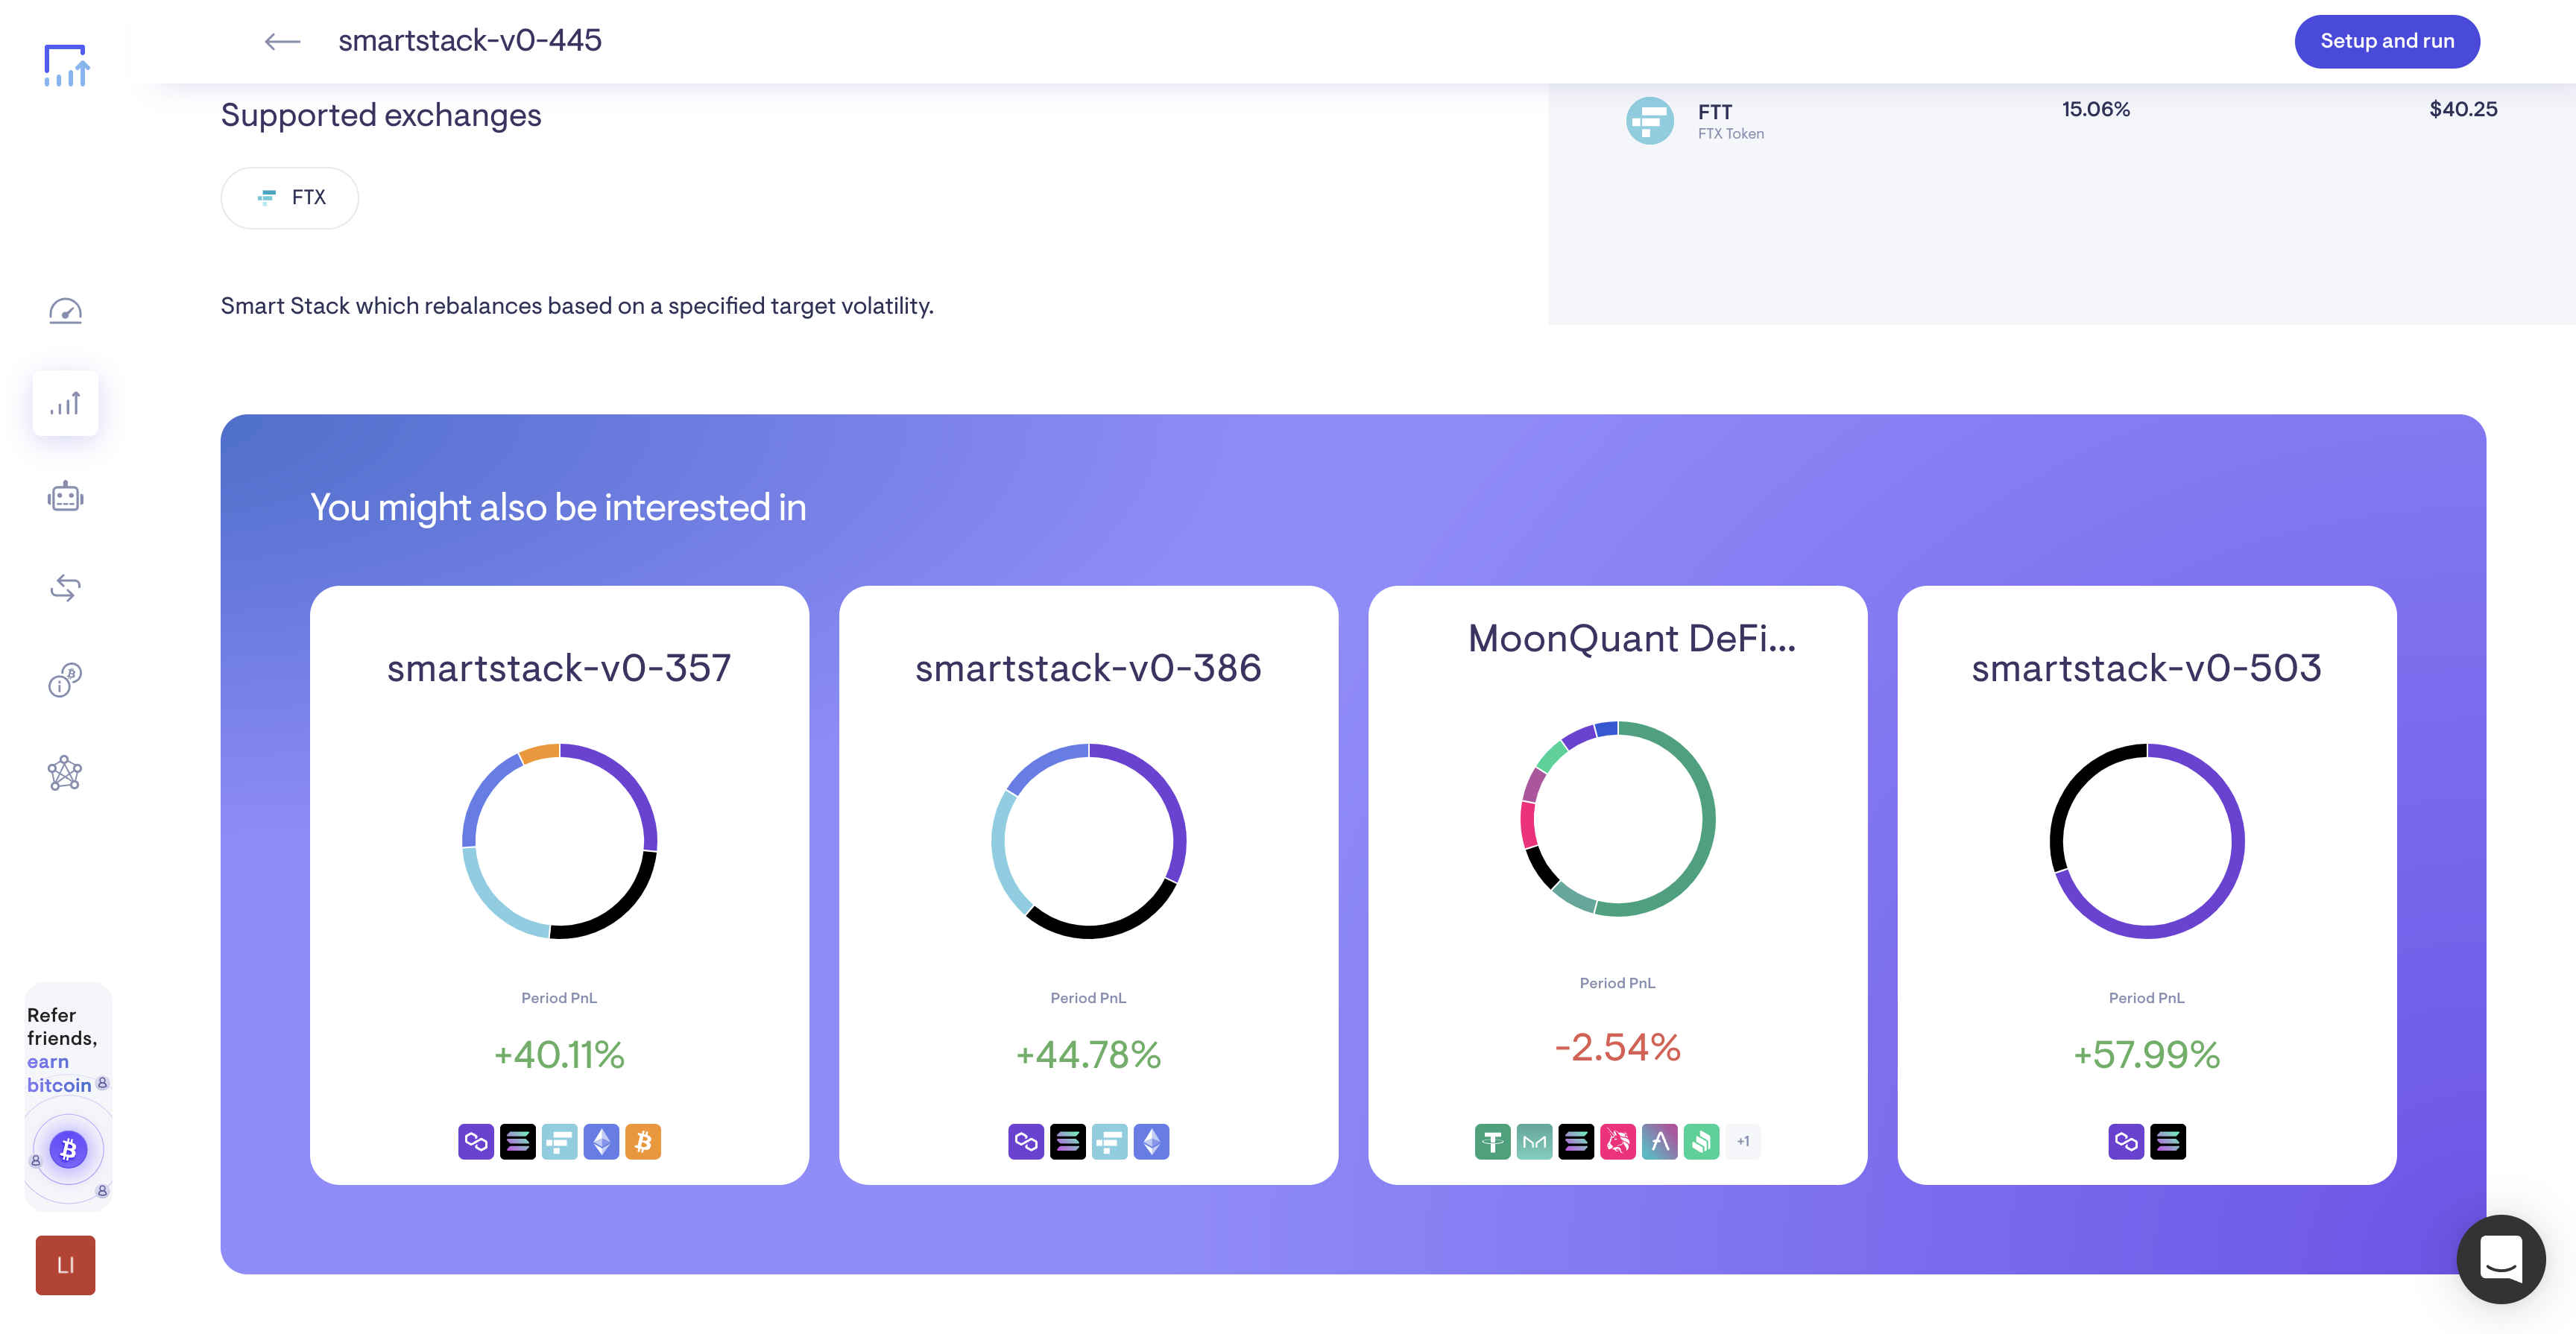 smartstack-v0-445
Setup and run
Supported exchanges
FTX
Smart Stack which rebalances based on a specified target volatility.
FTT
15.06%
$40.25
FTX Token
You might also be interested in
smartstack-v0-357
Period PnL
+40.11%
smartstack-v0-386
Period PnL
+44.78%
MoonQuant DeFi...
Period PnL
-2.54%
+1
smartstack-v0-503
Period PnL
+57.99%
Refer
friends,
earn
bitcoin
LI